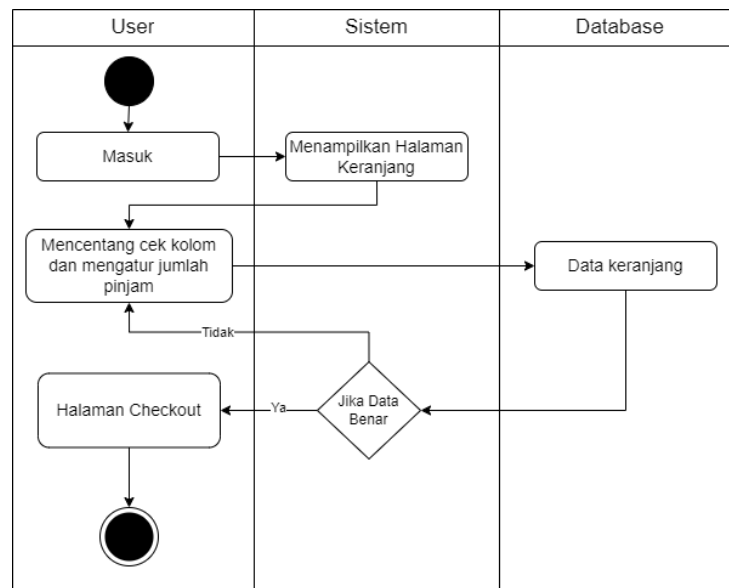 User
Sistem
Database
Masuk
Menampilkan Halaman
Keranjang
Mencentang cek kolom
dan mengatur jumlah
pinjam
Data keranjang
Tidak
Jika Data
Benar
Ya
Halaman Checkout